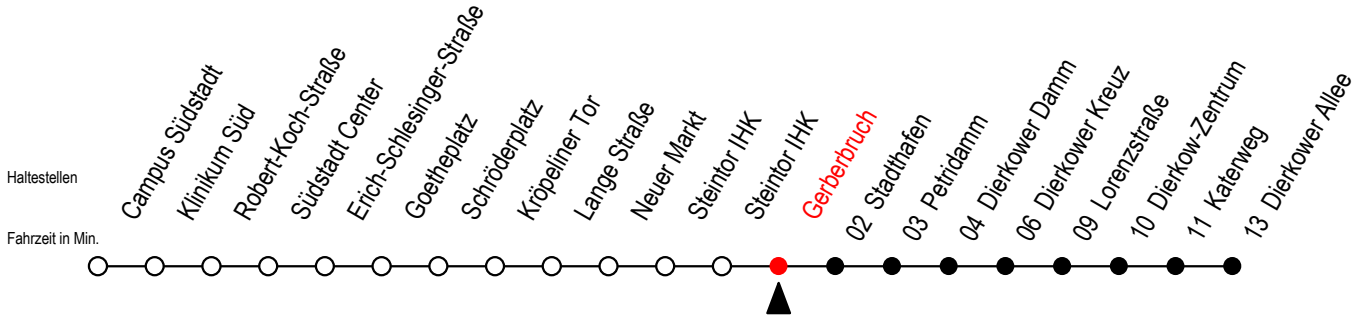 Haltestellen
Fahrzeit in Min.
Campus Südstadt
Klinikum Süd
Robert-Koch-Straße
Südstadt Center
Erich-Schlesinger-Straße
Goetheplatz
Schröderplatz
Kröpeliner Tor
Lange Straße
Neuer Markt
Steintor IHK
Steintor IHK
Gerberbruch
02 Stadthafen
03 Petridamm
04 Dierkower Damm
06 Dierkower Kreuz
09 Lorenzstraße
10 Dierkow-Zentrum
11 Katenweg
13 Dierkower Allee